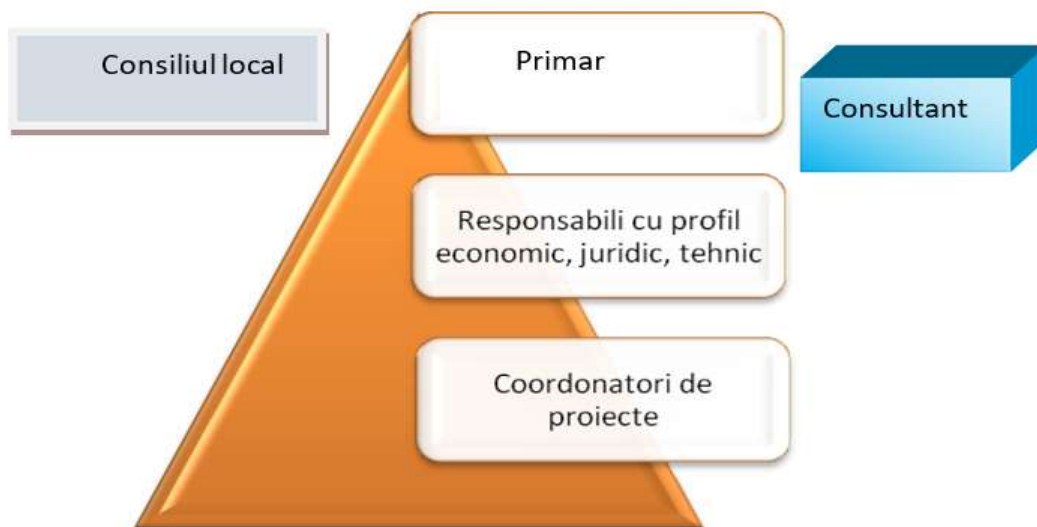 Consiliul local
Primar
Consultant
Responsabili cu profil
economic, juridic, tehnic
Coordonatori de
proiecte